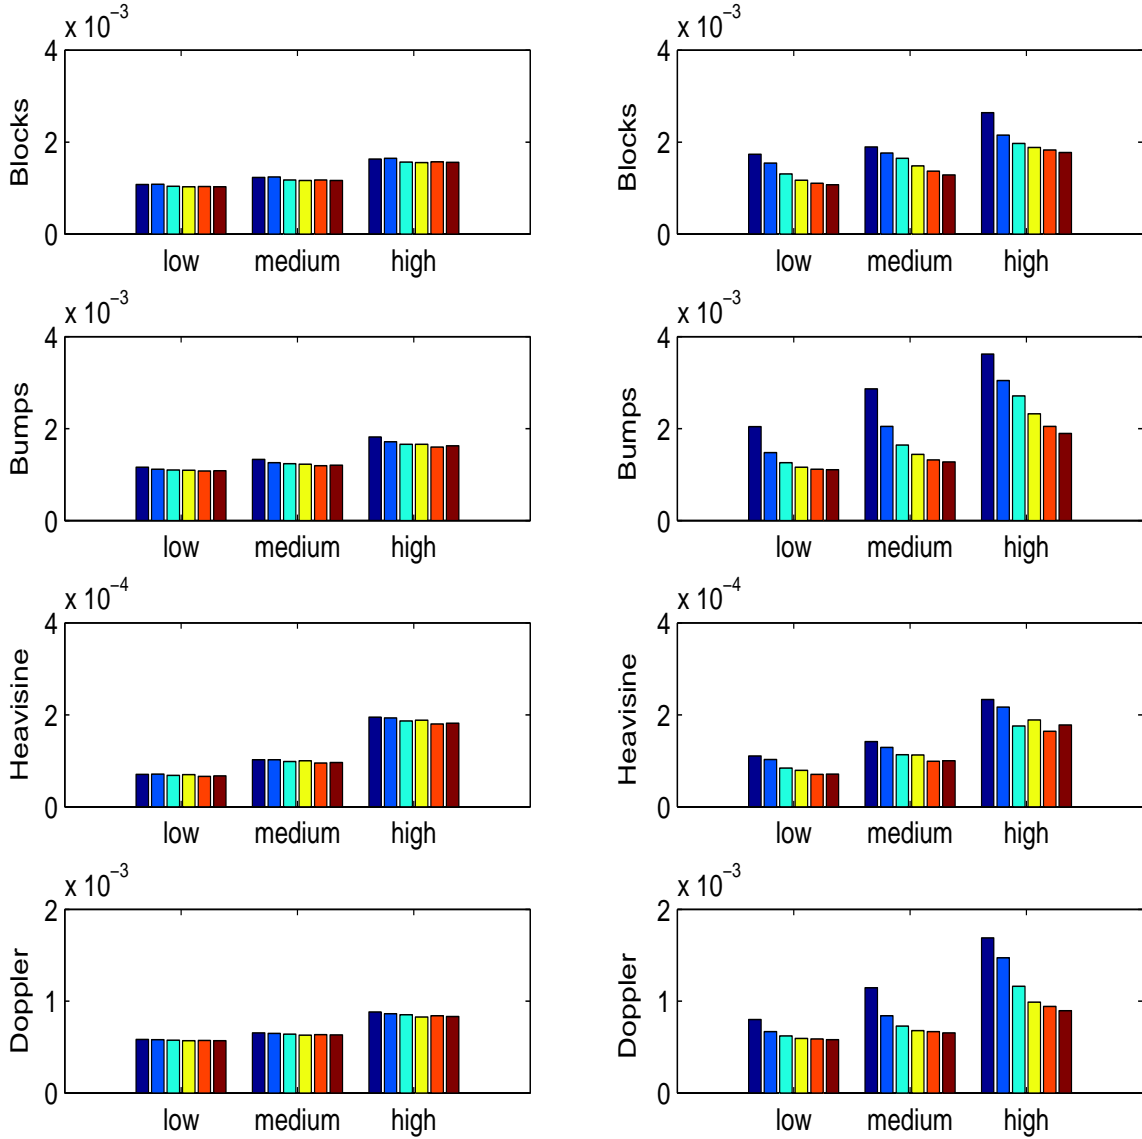 x 10⁻³
4
2
0
Blocks
low medium high
x 10⁻³
4
2
0
Blocks
low medium high
x 10⁻³
4
2
0
Bumps
low medium high
x 10⁻³
4
2
0
Bumps
low medium high
x 10⁻⁴
4
2
0
Heavisine
low medium high
x 10⁻⁴
4
2
0
Heavisine
low medium high
x 10⁻³
2
1
0
Doppler
low medium high
x 10⁻³
2
1
0
Doppler
low medium high